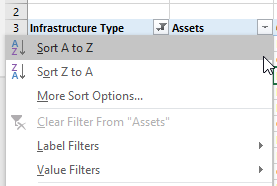 2
3 Infrastructure Type Assets
A Z Sort A to Z
Z A Sort Z to A
More Sort Options...
Clear Filter From "Assets"
Label Filters
Value Filters